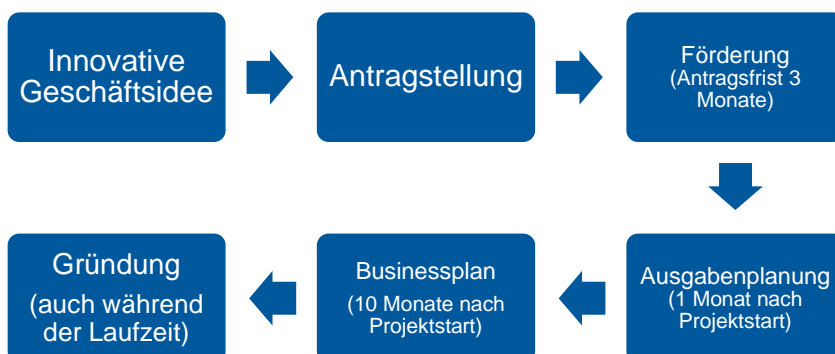 Innovative
Geschäftsidee
Antragstellung
Förderung
(Antragsfrist 3
Monate)
Ausgabenplanung
(1 Monat nach
Projektstart)
Businessplan
(10 Monate nach
Projektstart)
Gründung
(auch während
der Laufzeit)